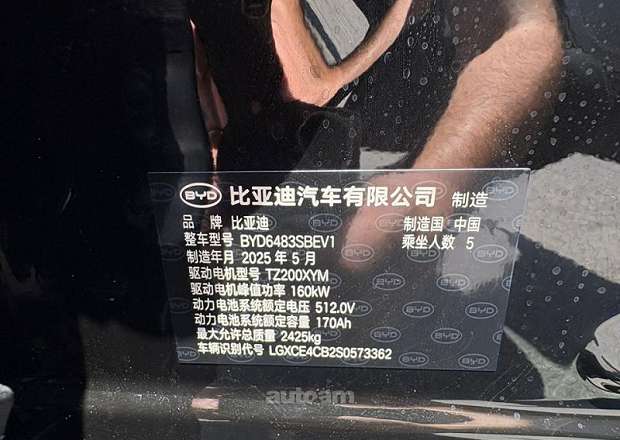 BYD 比亚迪汽车有限公司 制造
品 牌 比亚迪 制造国 中国
整车型号 BYD6483SBEV1 乘坐人数 5
制造年月 2025 年 5 月
驱动电机型号 TZ200XYM
驱动电机峰值功率 160kW
动力电池系统额定电压 512.0V
动力电池系统额定容量 170Ah
最大允许总质量 2425kg
车辆识别代号 LGXCE4CB2S0573362
auto.am